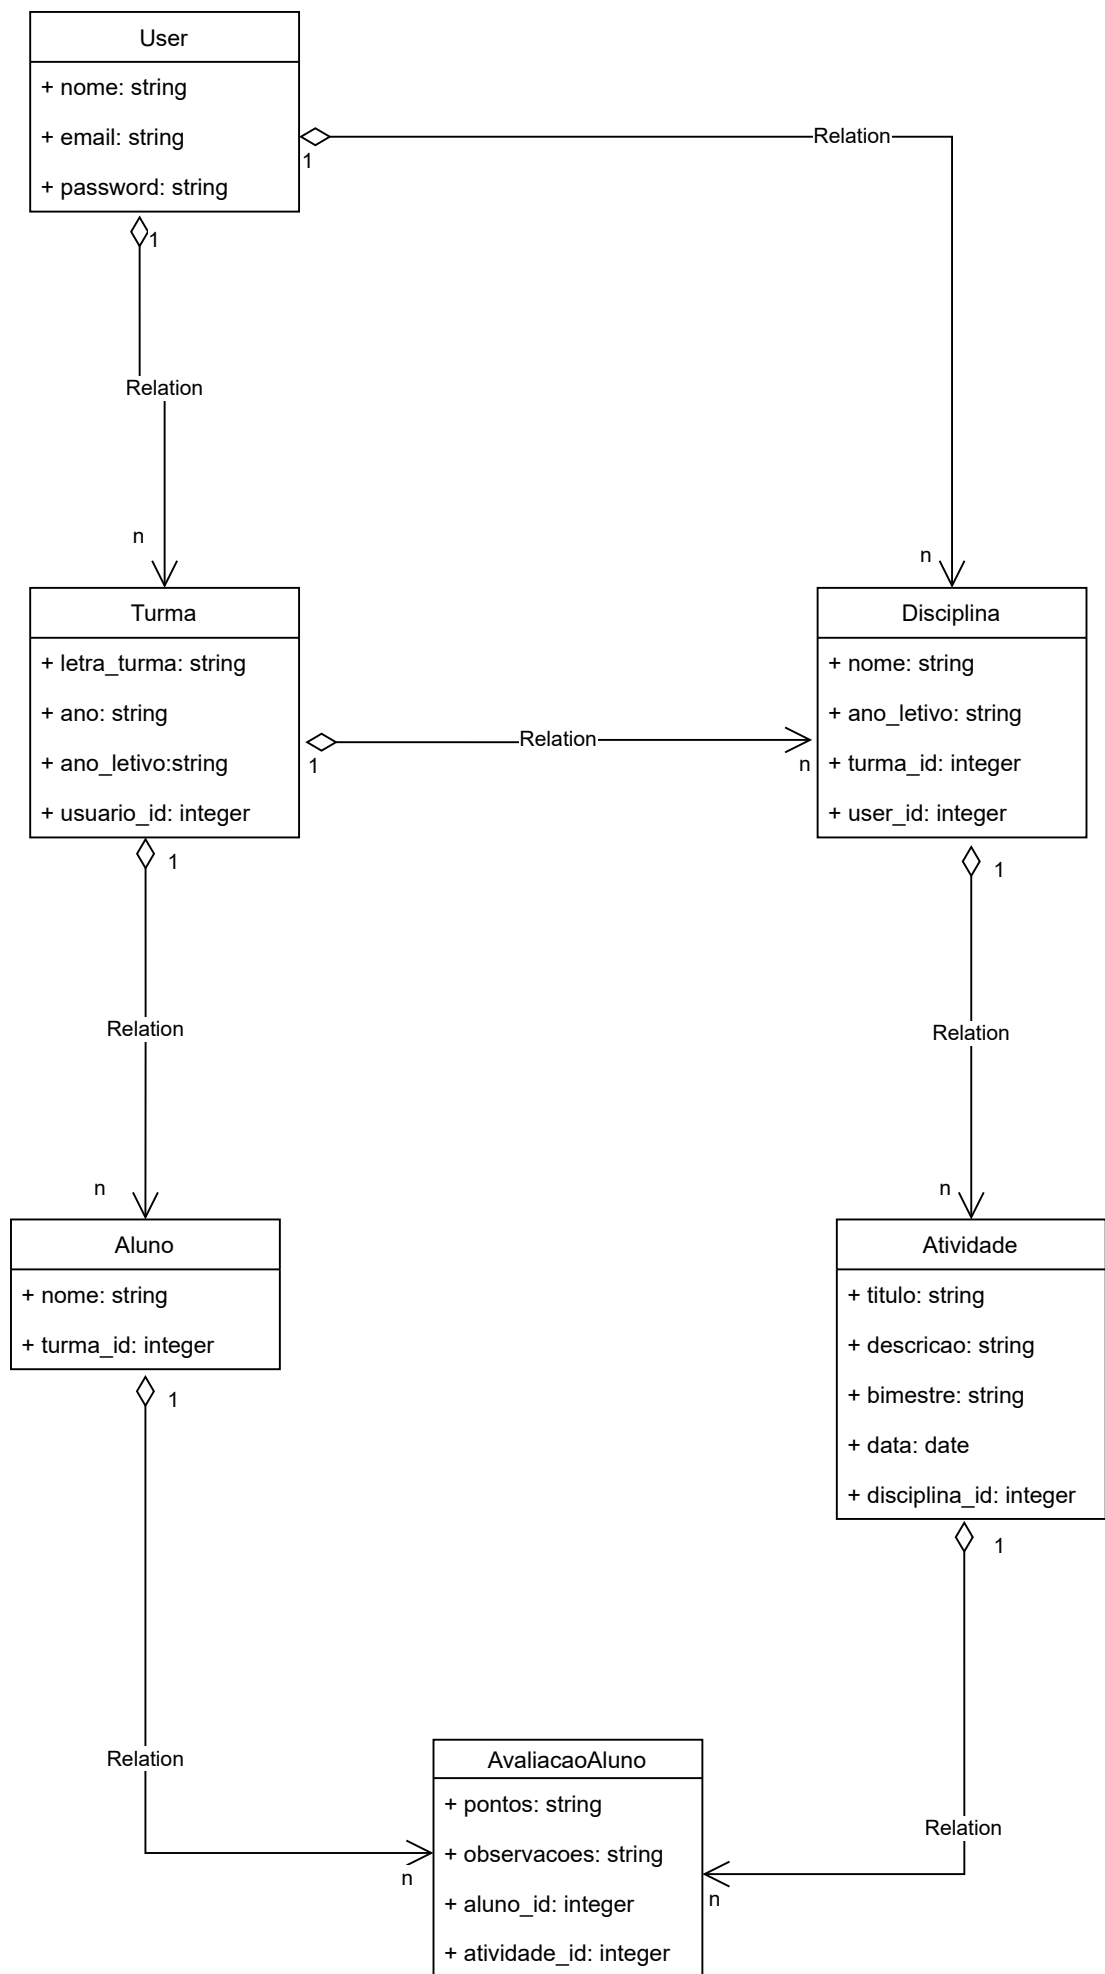 User
+ nome: string
+ email: string
+ password: string
1
Relation
1
Relation
n
n
Turma
+ letra_turma: string
+ ano: string
+ ano_letivo:string
+ usuario_id: integer
Disciplina
+ nome: string
+ ano_letivo: string
+ turma_id: integer
+ user_id: integer
1
Relation
n
1
Relation
n
1
Relation
n
Aluno
+ nome: string
+ turma_id: integer
Atividade
+ titulo: string
+ descricao: string
+ bimestre: string
+ data: date
+ disciplina_id: integer
1
Relation
n
1
Relation
n
AvaliacaoAluno
+ pontos: string
+ observacoes: string
+ aluno_id: integer
+ atividade_id: integer